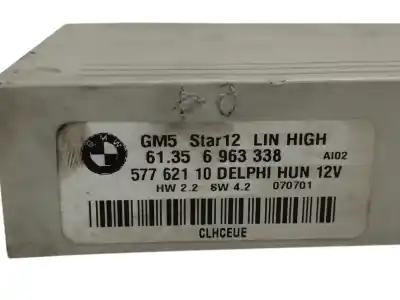 BMW
GM5 Star12 LIN HIGH
61.35 6 963 338 AI02
577 621 10 DELPHI HUN 12V
HW 2.2 SW 4.2 070701
CLHCEUE